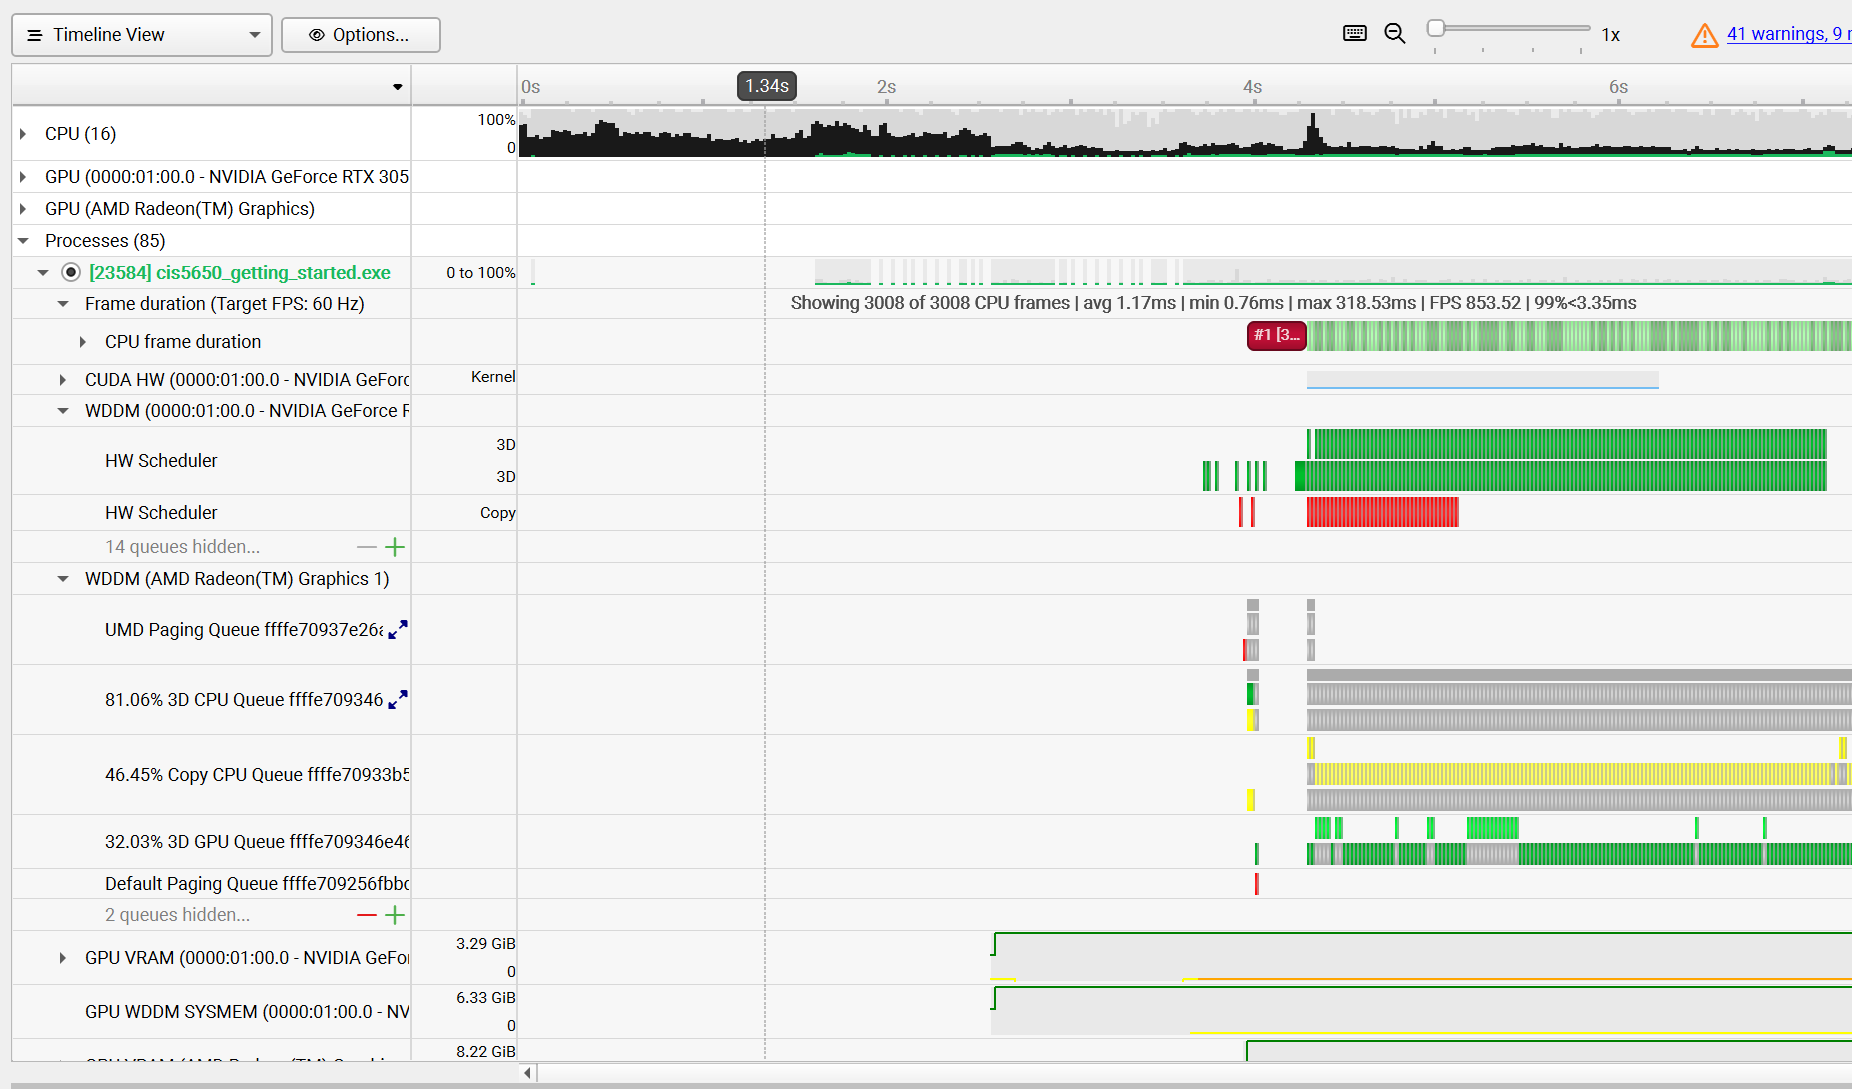 Timeline View
Options...
1x
41 warnings, 9
0s 1.34s 2s 4s 6s
CPU (16) 100% 0
GPU (0000:01:00.0 - NVIDIA GeForce RTX 305
GPU (AMD Radeon(TM) Graphics)
Processes (85)
[23584] cis5650_getting_started.exe 0 to 100%
Frame duration (Target FPS: 60 Hz) Showing 3008 of 3008 CPU frames | avg 1.17ms | min 0.76ms | max 318.53ms | FPS 853.52 | 99%<3.35ms
CPU frame duration #1 [3...
CUDA HW (0000:01:00.0 - NVIDIA GeForc Kernel
WDDM (0000:01:00.0 - NVIDIA GeForce R
HW Scheduler 3D 3D
HW Scheduler Copy
14 queues hidden...
WDDM (AMD Radeon(TM) Graphics 1)
UMD Paging Queue ffffe70937e26a
81.06% 3D CPU Queue ffffe709346
46.45% Copy CPU Queue ffffe70933b5
32.03% 3D GPU Queue ffffe709346e46
Default Paging Queue ffffe709256fbbc
2 queues hidden...
GPU VRAM (0000:01:00.0 - NVIDIA GeFo 3.29 GiB 0
GPU WDDM SYSMEM (0000:01:00.0 - NV 6.33 GiB 0
8.22 GiB